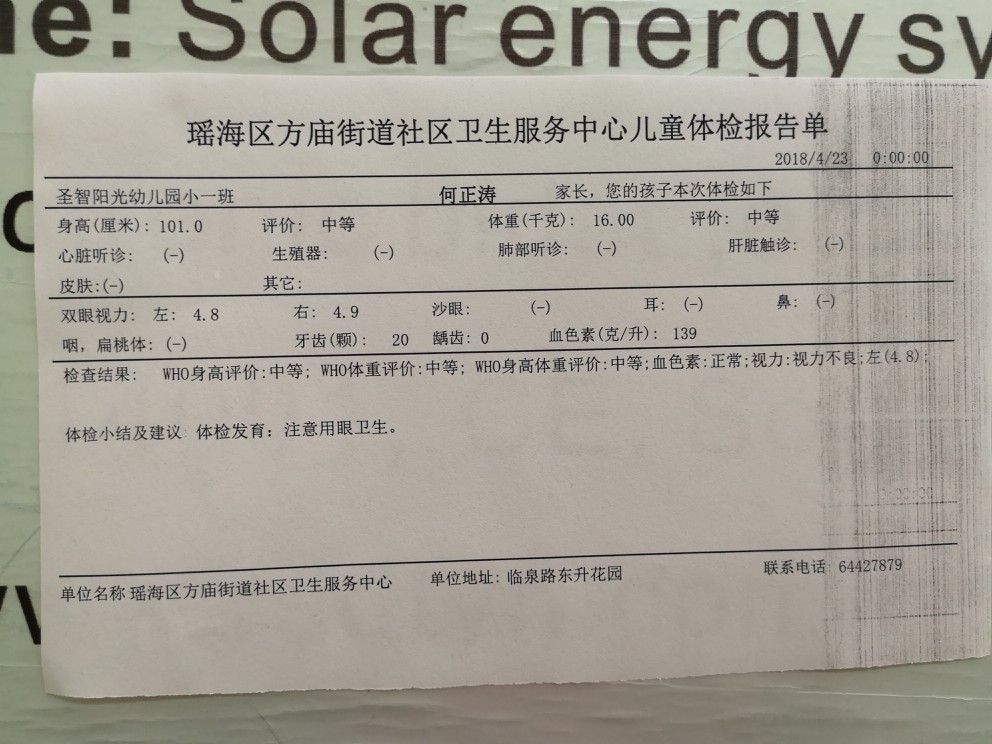 Solar energy sy
瑶海区方庙街道社区卫生服务中心儿童体检报告单
2018/4/23 0:00:00
圣智阳光幼儿园小一班 何正涛 家长，您的孩子本次体检如下
身高(厘米): 101.0 评价: 中等 体重(千克): 16.00 评价: 中等
心脏听诊: (-) 生殖器: (-) 肺部听诊: (-) 肝脏触诊: (-)
皮肤:(-) 其它:
双眼视力: 左: 4.8 右: 4.9 沙眼: (-) 耳: (-) 鼻: (-)
咽，扁桃体: (-) 牙齿(颗): 20 龋齿: 0 血色素(克/升): 139
检查结果: WHO身高评价:中等; WHO体重评价:中等; WHO身高体重评价:中等;血色素:正常;视力:视力不良;左(4.8);
体检小结及建议 体检发育: 注意用眼卫生。
单位名称 瑶海区方庙街道社区卫生服务中心 单位地址: 临泉路东升花园 联系电话 64427879